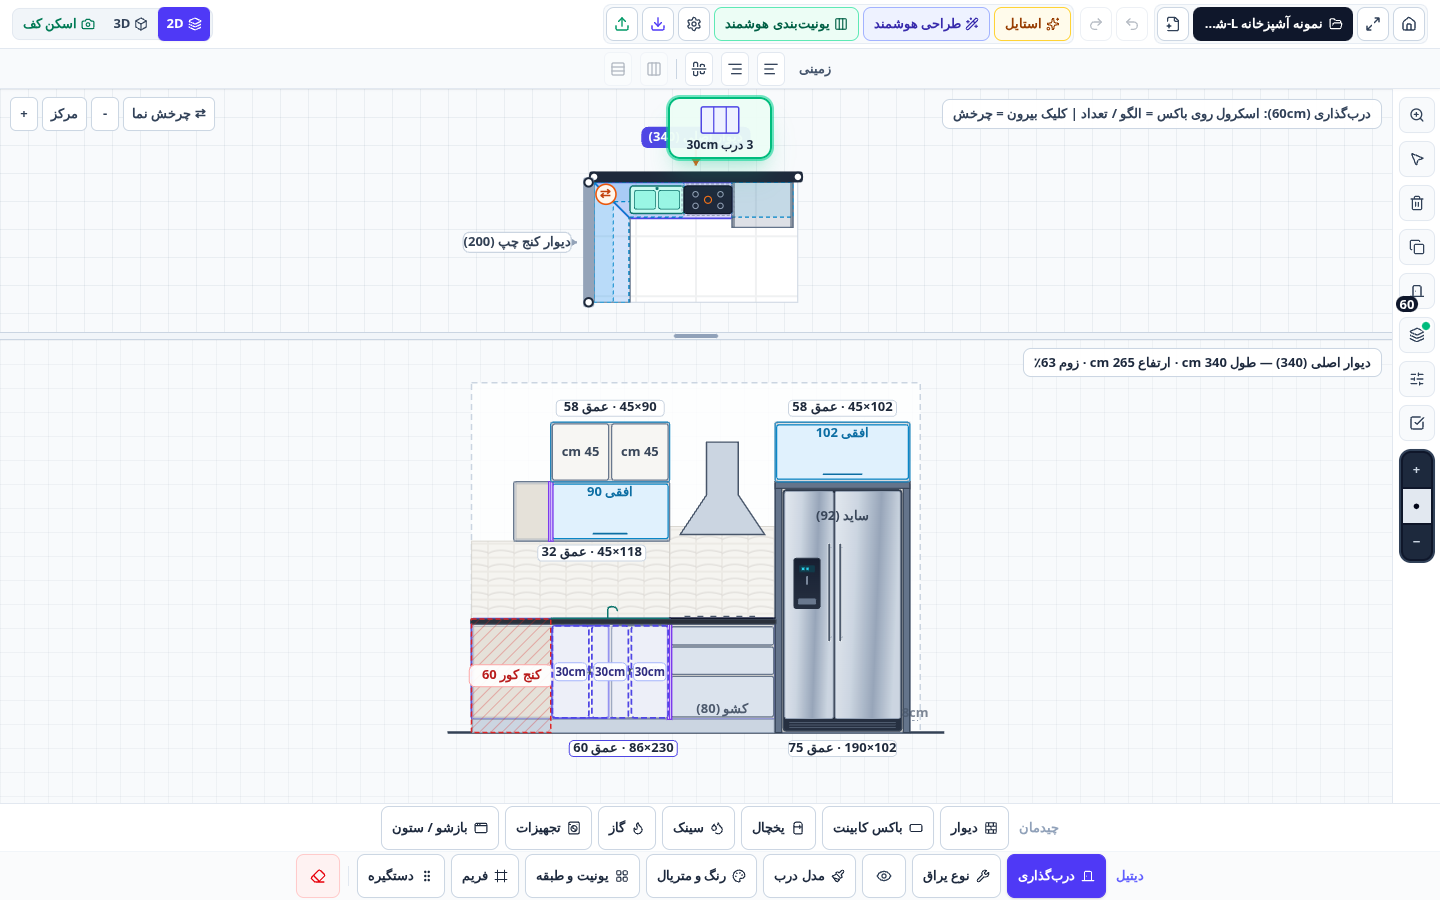 نمونه آشپزخانه L-ش...
استایل
طراحی هوشمند
یونیت‌بندی هوشمند
2D
3D
اسکن کف
زمینی
درب‌گذاری (60cm): اسکرول روی باکس = الگو / تعداد | کلیک بیرون = چرخش
⇄ چرخش نما
-
مرکز
+
3 درب 30cm
دیوار کنج چپ (200)
60
دیوار اصلی (340) — طول 340 cm · ارتفاع 265 cm · زوم 63٪
90×45 · عمق 58
102×45 · عمق 58
45 cm
45 cm
افقی 102
افقی 90
ساید (92)
118×45 · عمق 32
کنج کور 60
30cm
30cm
30cm
کشو (80)
230×86 · عمق 60
102×190 · عمق 75
+
−
چیدمان
دیوار
باکس کابینت
یخچال
سینک
گاز
تجهیزات
بازشو / ستون
دیتیل
درب‌گذاری
نوع یراق
مدل درب
رنگ و متریال
یونیت و طبقه
فریم
دستگیره